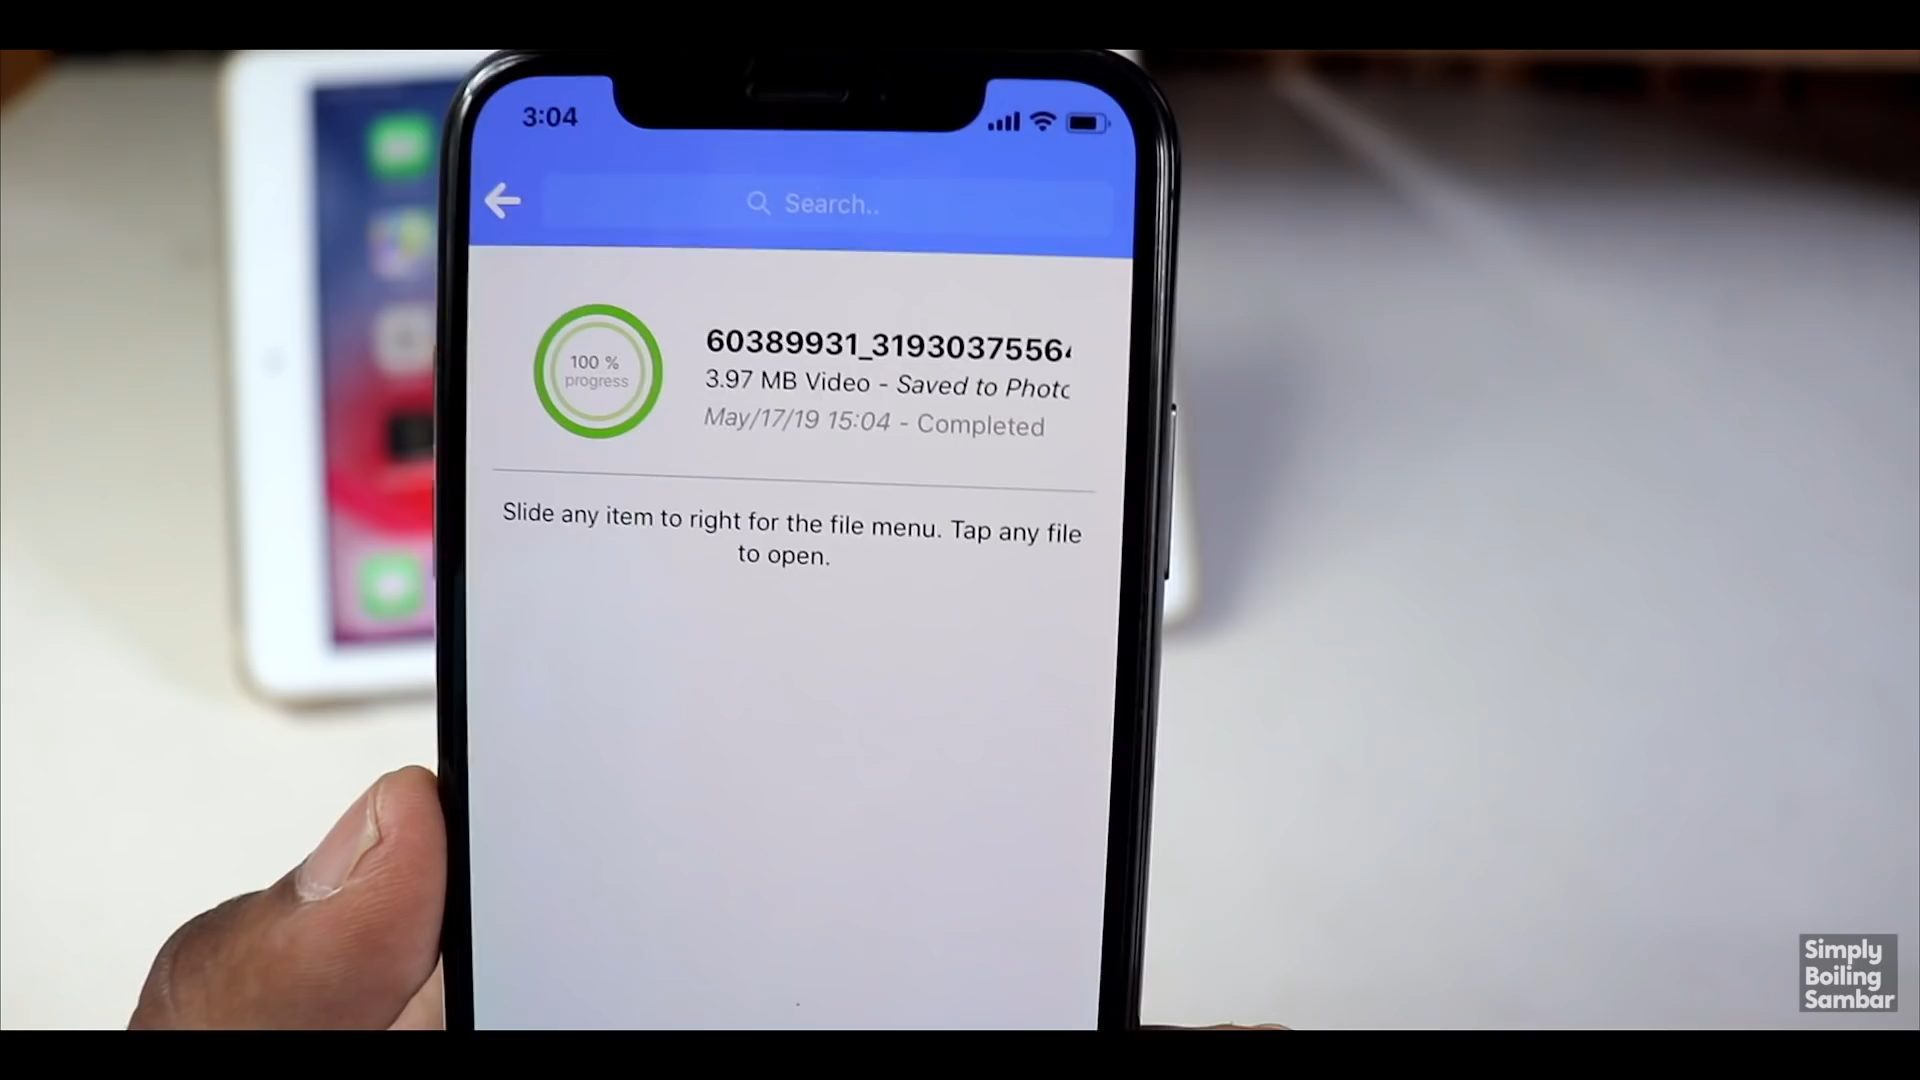 3:04
Search..
100 %
progress
60389931_3193037556
3.97 MB Video - Saved to Photo
May/17/19 15:04 - Completed
Slide any item to right for the file menu. Tap any file
to open.
Simply
Boiling
Sambar